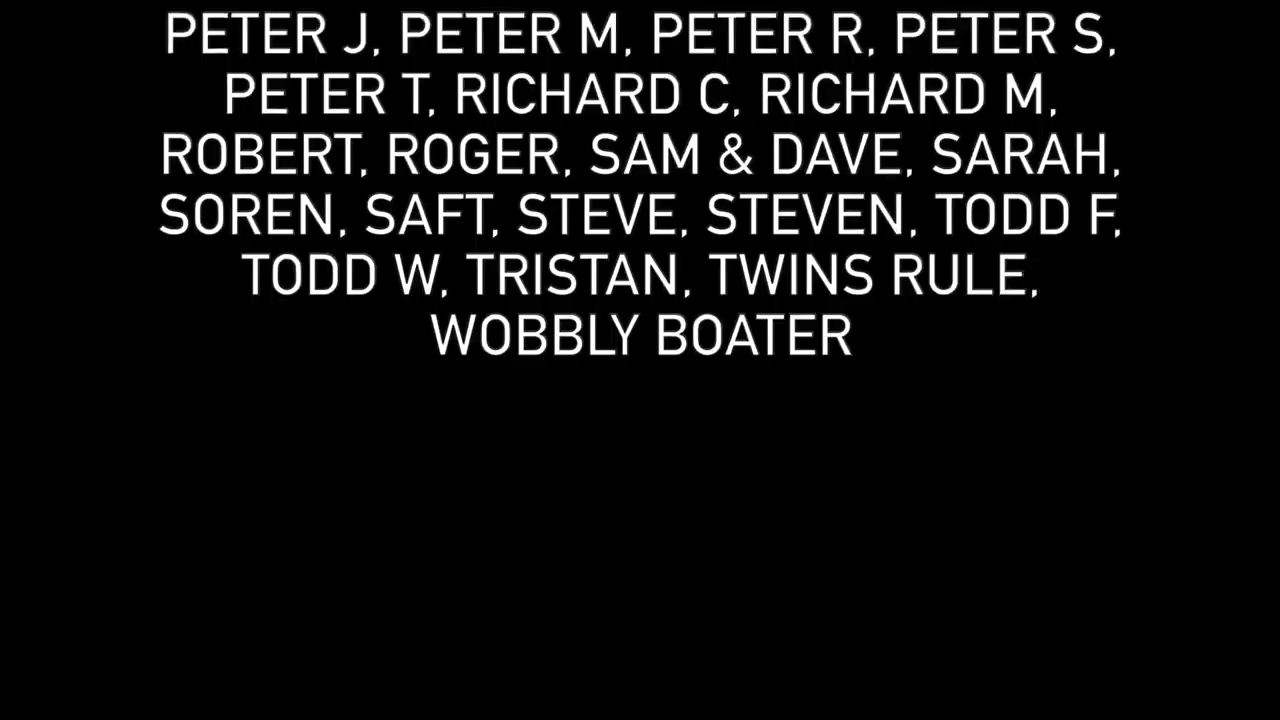 PETER J, PETER M, PETER R, PETER S,
PETER T, RICHARD C, RICHARD M,
ROBERT, ROGER, SAM & DAVE, SARAH,
SOREN, SAFT, STEVE, STEVEN, TODD F,
TODD W, TRISTAN, TWINS RULE,
WOBBLY BOATER